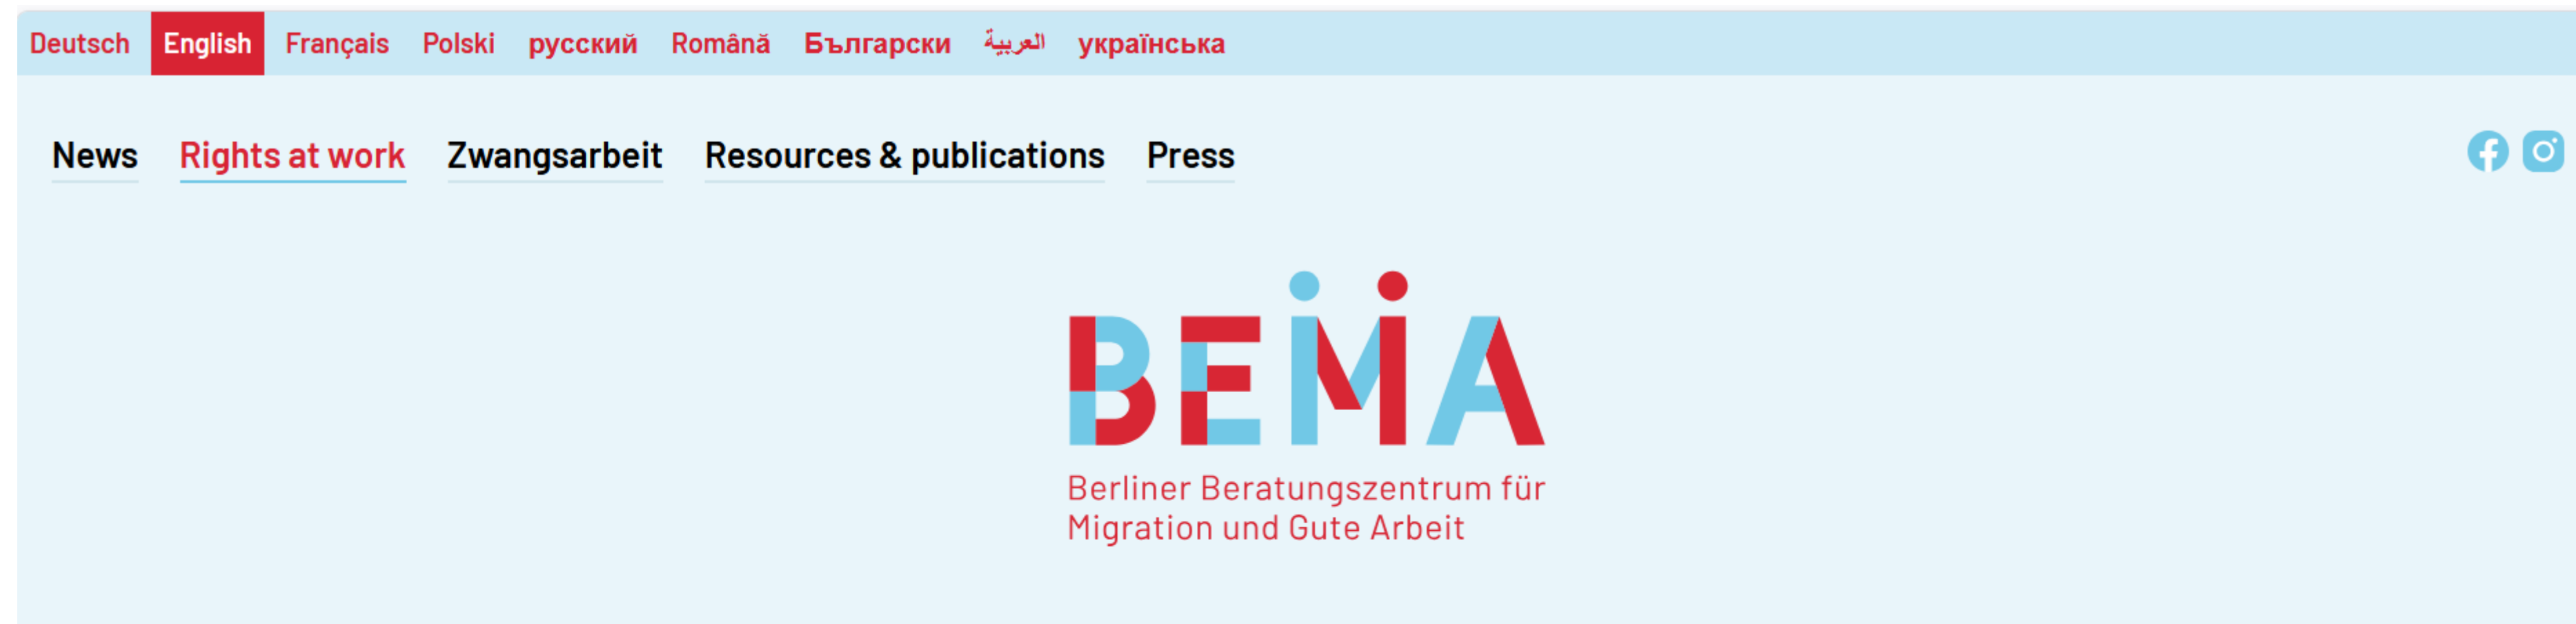 Deutsch English Français Polski русский Română Български العربية українська
News Rights at work Zwangsarbeit Resources & publications Press
BEMA
Berliner Beratungszentrum für
Migration und Gute Arbeit